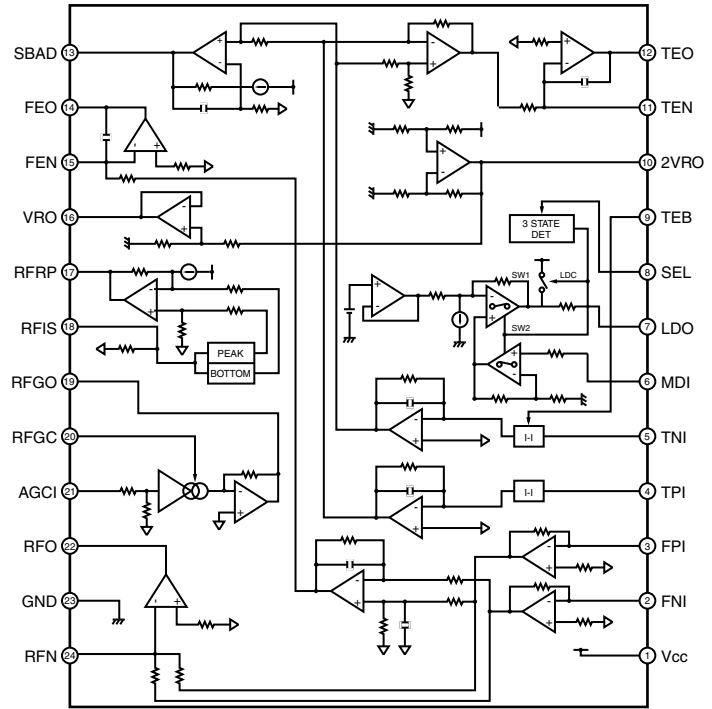 SBAD 13
12 TEO
FEO 14
11 TEN
FEN 15
10 2VRO
VRO 16
9 TEB
3 STATE
DET
RFRP 17
8 SEL
SW1
LDC
RFIS 18
7 LDO
SW2
PEAK
BOTTOM
RFGO 19
6 MDI
RFGC 20
I-I
5 TNI
AGCI 21
I-I
4 TPI
RFO 22
3 FPI
GND 23
2 FNI
RFN 24
1 Vcc